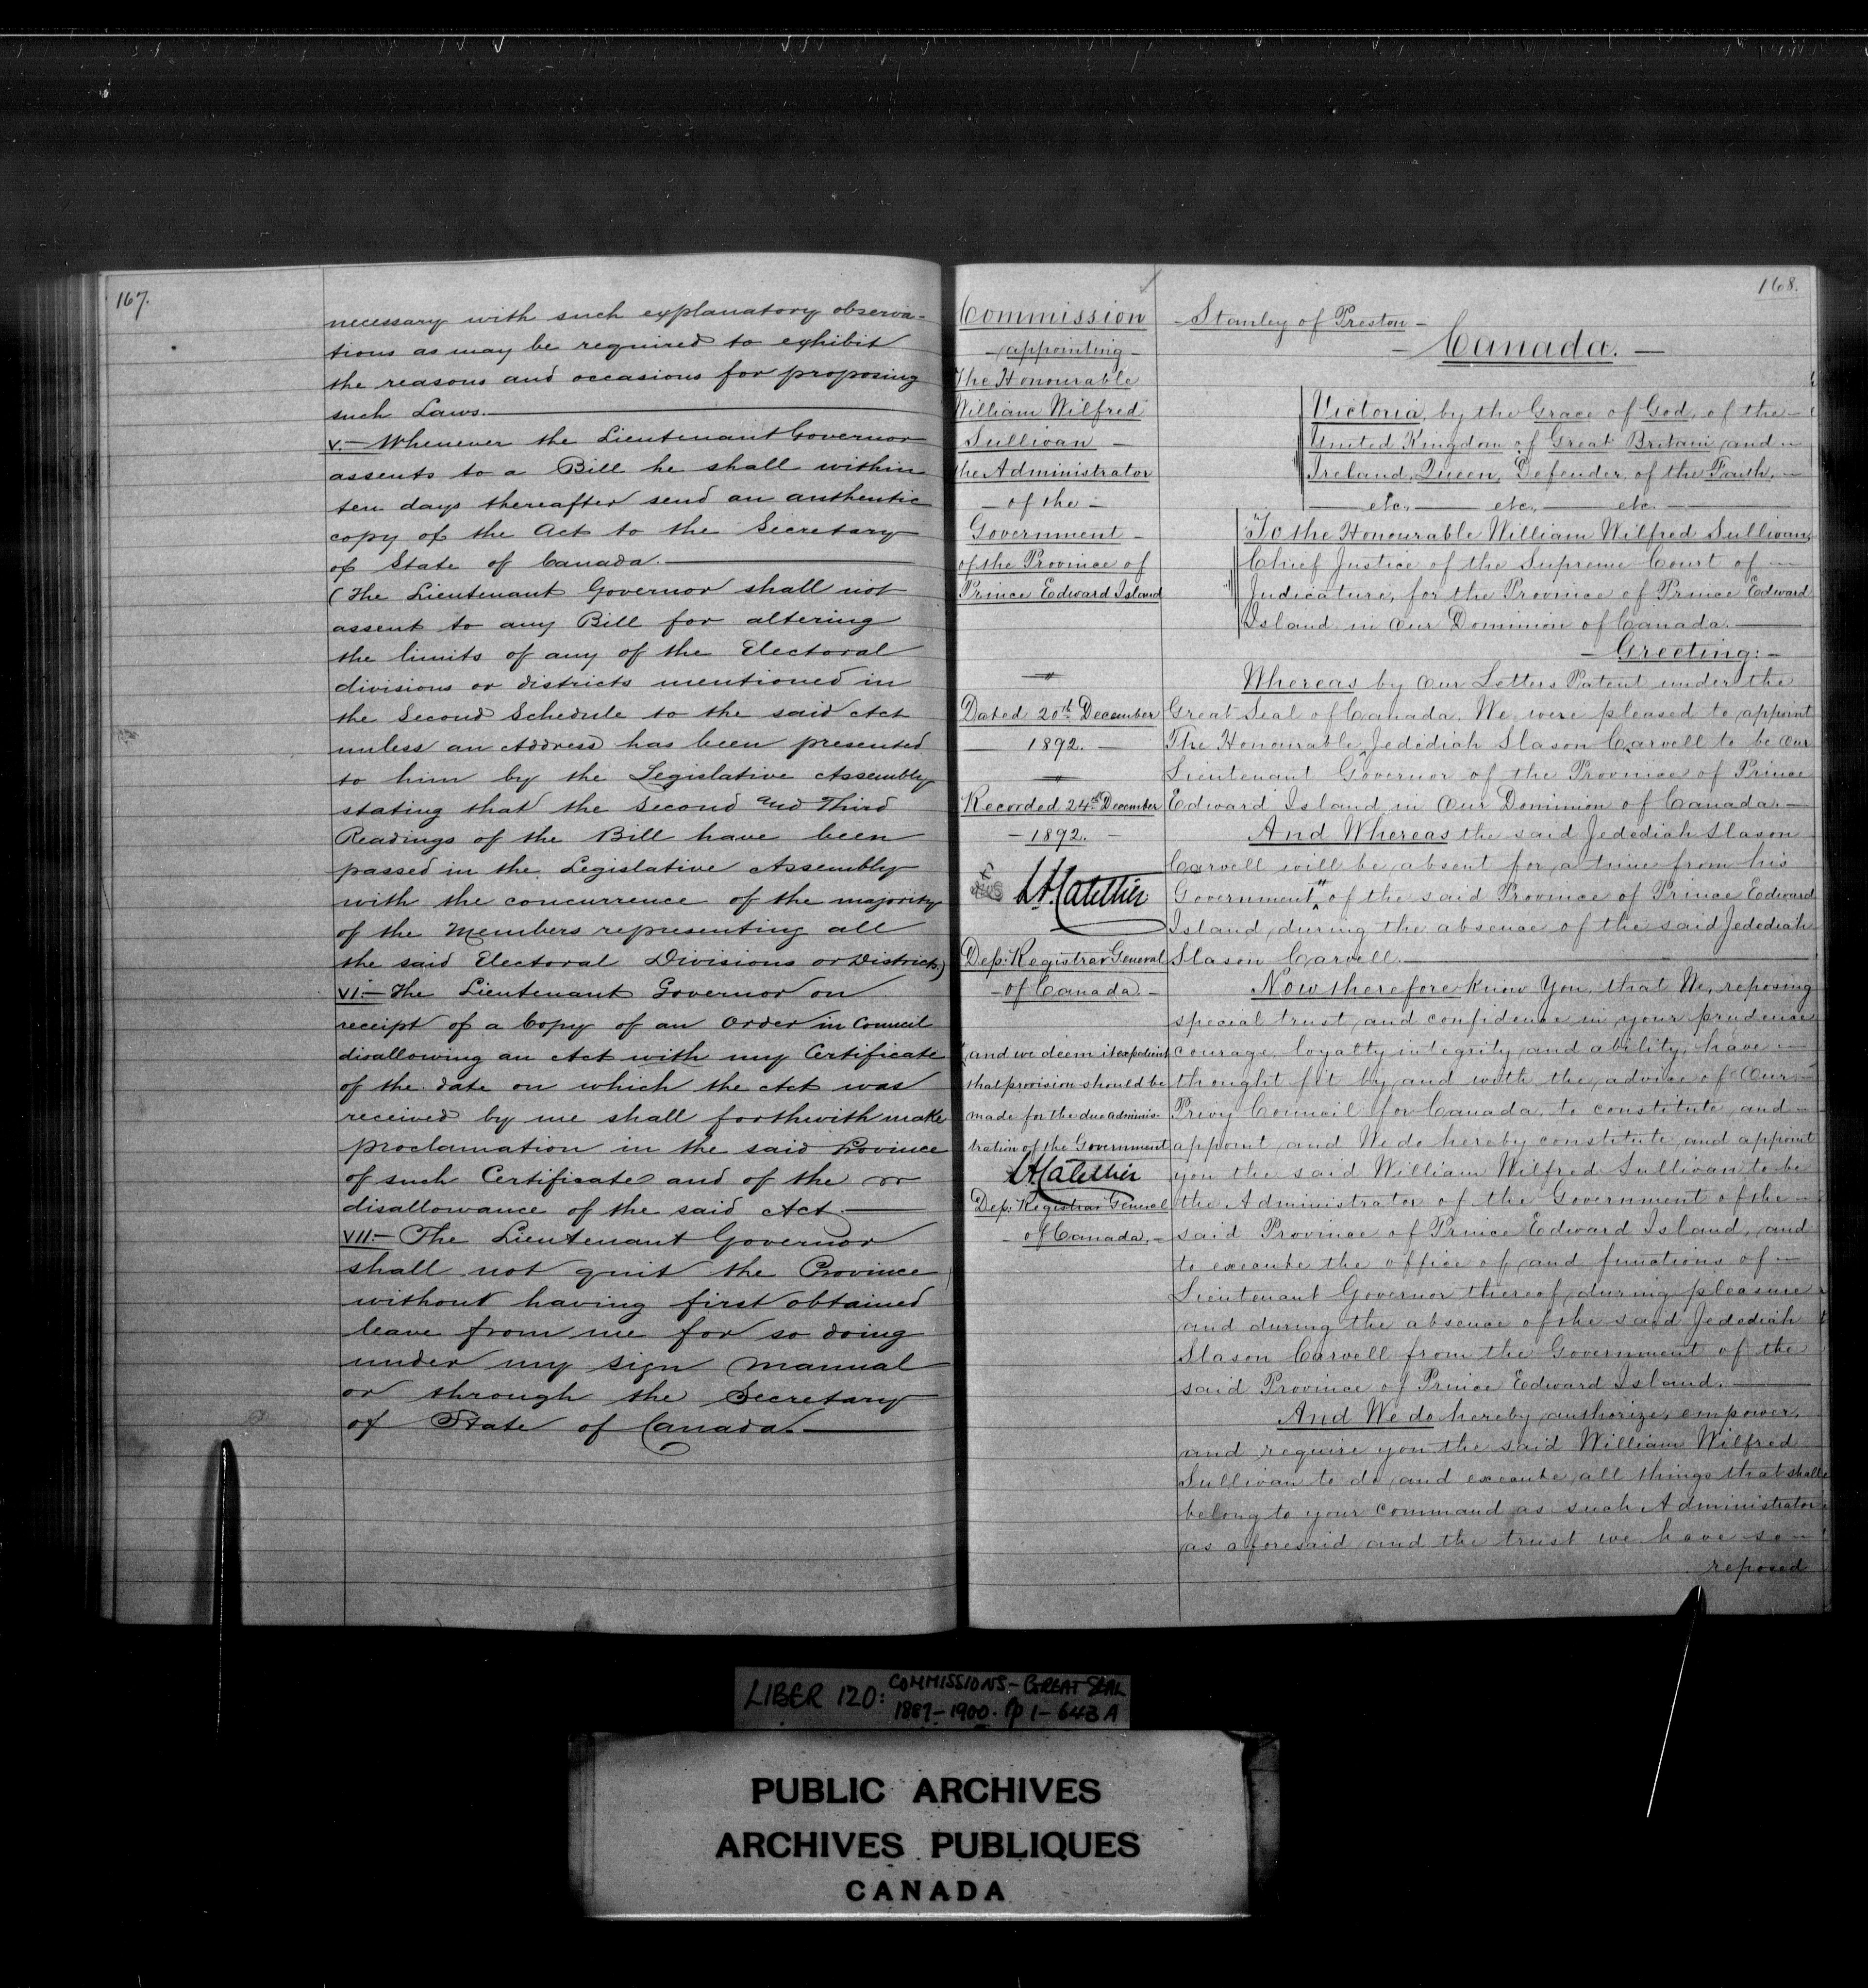 167.
necessary with such explanatory observa-
tions as may be required to exhibit
the reasons and occasions for proposing
such Laws.
V.- Whenever the Lieutenant Governor
assents to a Bill he shall within
ten days thereafter send an authentic
copy of the Act to the Secretary
of State of Canada.
(The Lieutenant Governor shall not
assent to any Bill for altering
the limits of any of the Electoral
divisions or districts mentioned in
the Second Schedule to the said Act
unless an Address has been presented
to him by the Legislative Assembly
stating that the Second and Third
Readings of the Bill have been
passed in the Legislative Assembly
with the concurrence of the majority
of the Members representing all
the said Electoral Divisions or Districts)
VI.- The Lieutenant Governor on
receipt of a Copy of an Order in Council
disallowing an Act with my Certificate
of the date on which the Act was
received by me shall forthwith make
proclamation in the said Province
of such Certificate and of the
disallowance of the said Act.
VII.- The Lieutenant Governor
shall not quit the Province
without having first obtained
leave from me for so doing
under my sign manual
or through the Secretary
of State of Canada.
168.
Commission
- appointing -
The Honourable
William Wilfred
Sullivan -
the Administrator
- of the -
Government -
of the Province of
Prince Edward Island
Dated 20th December
1892. -
Recorded 24th December
- 1892. -
Dep: Registrar General
- of Canada. -
(and we deem it expedient
that provision should be
made for the due adminis-
tration of the Government
Dep: Registrar General
- of Canada. -
- Stanley of Preston -
- Canada. -
Victoria, by the Grace of God, of the -
United Kingdom of Great Britain and -
Ireland, Queen, Defender of the Faith, -
etc. etc. etc.
To the Honourable William Wilfred Sullivan,
Chief Justice of the Supreme Court of -
Judicature, for the Province of Prince Edward
Island in Our Dominion of Canada.
- Greeting: -
Whereas by Our Letters Patent under the
Great Seal of Canada, We were pleased to appoint
The Honourable Jedediah Slason Carvell to be Our
Lieutenant Governor of the Province of Prince
Edward Island in Our Dominion of Canada. -
And Whereas the said Jedediah Slason
Carvell will be absent for a time from his
Government of the said Province of Prince Edward
Island, during the absence of the said Jedediah
Slason Carvell.
Now therefore know You, that We, reposing
special trust and confidence in your prudence
courage, loyalty integrity and ability, have -
thought fit by and with the advice of Our -
Privy Council for Canada, to constitute and -
appoint and We do hereby constitute and appoint
you the said William Wilfred Sullivan to be
the Administrator of the Government of the -
said Province of Prince Edward Island, and
to execute the office of and functions of -
Lieutenant Governor thereof, during pleasure
and during the absence of the said Jedediah
Slason Carvell from the Government of the
said Province of Prince Edward Island.
And We do hereby authorize, empower,
and require you the said William Wilfred
Sullivan to do and execute all things that shall
belong to your command as such Administrator
as aforesaid and the trust we have so -
reposed
LIBER 120: COMMISSIONS - GREAT SEAL
1889-1900. pp 1-643A
PUBLIC ARCHIVES
ARCHIVES PUBLIQUES
CANADA